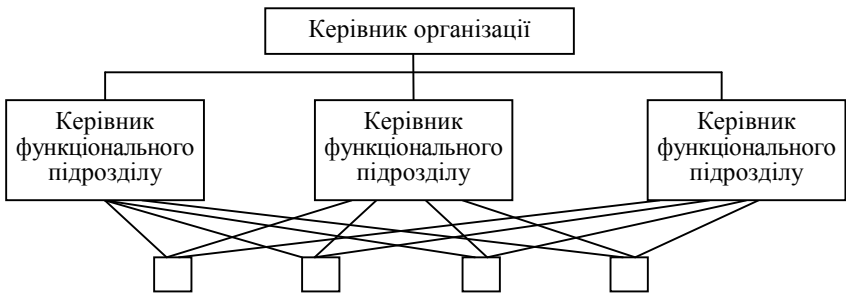 Керівник організації
Керівник
функціонального
підрозділу
Керівник
функціонального
підрозділу
Керівник
функціонального
підрозділу